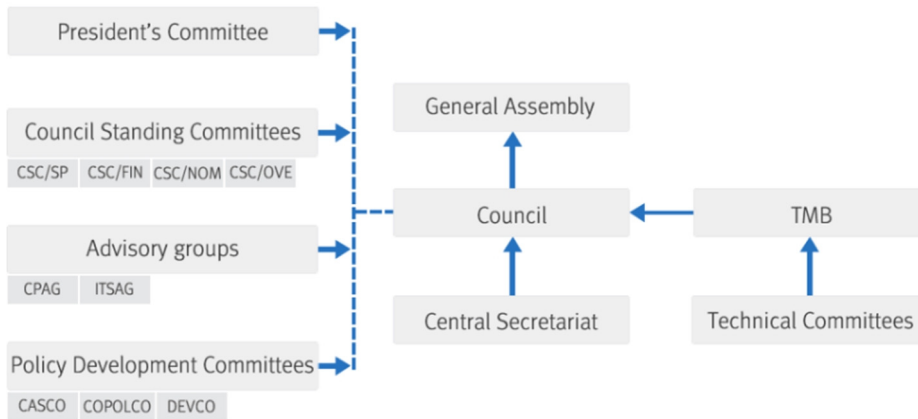 President's Committee
Council Standing Committees
CSC/SP CSC/FIN CSC/NOM CSC/OVE
Advisory groups
CPAG ITSAG
Policy Development Committees
CASCO COPOLCO DEVCO
General Assembly
Council
Central Secretariat
TMB
Technical Committees